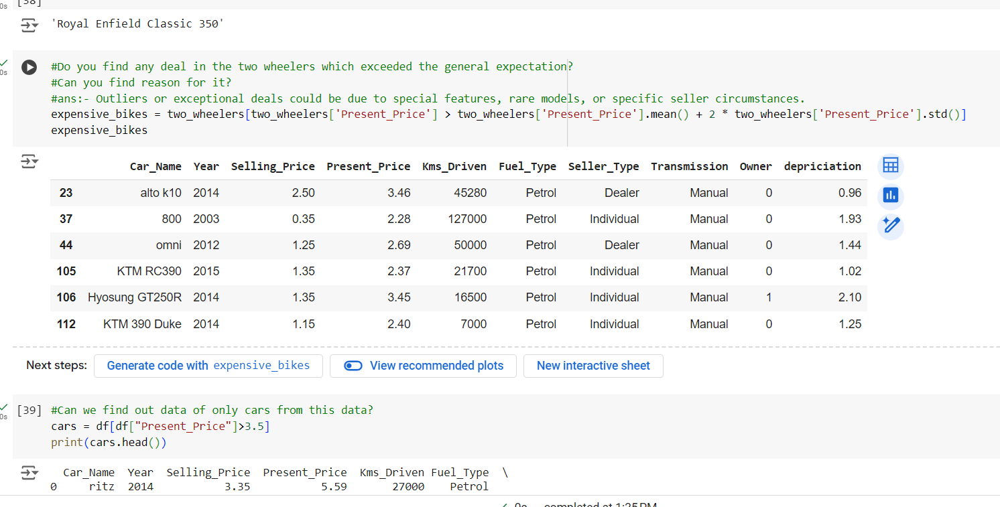 0s [38]
'Royal Enfield Classic 350'
0s
#Do you find any deal in the two wheelers which exceeded the general expectation?
#Can you find reason for it?
#ans:- Outliers or exceptional deals could be due to special features, rare models, or specific seller circumstances.
expensive_bikes = two_wheelers[two_wheelers['Present_Price'] > two_wheelers['Present_Price'].mean() + 2 * two_wheelers['Present_Price'].std()]
expensive_bikes
Car_Name Year Selling_Price Present_Price Kms_Driven Fuel_Type Seller_Type Transmission Owner depriciation
23 alto k10 2014 2.50 3.46 45280 Petrol Dealer Manual 0 0.96
37 800 2003 0.35 2.28 127000 Petrol Individual Manual 0 1.93
44 omni 2012 1.25 2.69 50000 Petrol Dealer Manual 0 1.44
105 KTM RC390 2015 1.35 2.37 21700 Petrol Individual Manual 0 1.02
106 Hyosung GT250R 2014 1.35 3.45 16500 Petrol Individual Manual 1 2.10
112 KTM 390 Duke 2014 1.15 2.40 7000 Petrol Individual Manual 0 1.25
Next steps: Generate code with expensive_bikes View recommended plots New interactive sheet
[39] #Can we find out data of only cars from this data?
0s cars = df[df["Present_Price"]>3.5]
print(cars.head())
Car_Name Year Selling_Price Present_Price Kms_Driven Fuel_Type \
0 ritz 2014 3.35 5.59 27000 Petrol
0s completed at 1:25 PM